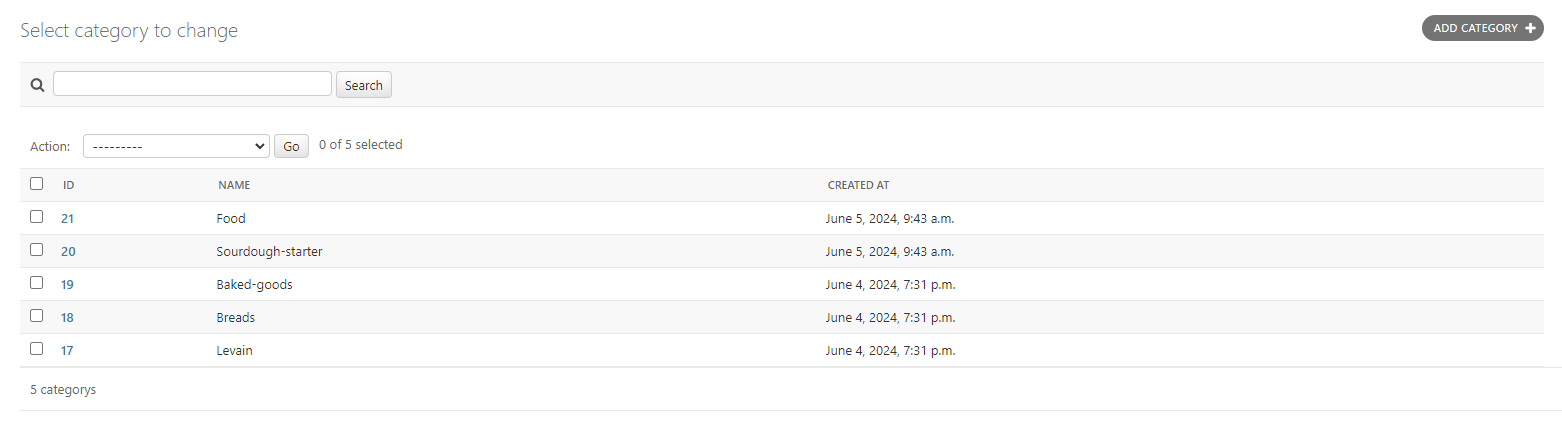 Select category to change
ADD CATEGORY +
Search
Action: --------- Go 0 of 5 selected
ID NAME CREATED AT
21 Food June 5, 2024, 9:43 a.m.
20 Sourdough-starter June 5, 2024, 9:43 a.m.
19 Baked-goods June 4, 2024, 7:31 p.m.
18 Breads June 4, 2024, 7:31 p.m.
17 Levain June 4, 2024, 7:31 p.m.
5 categorys